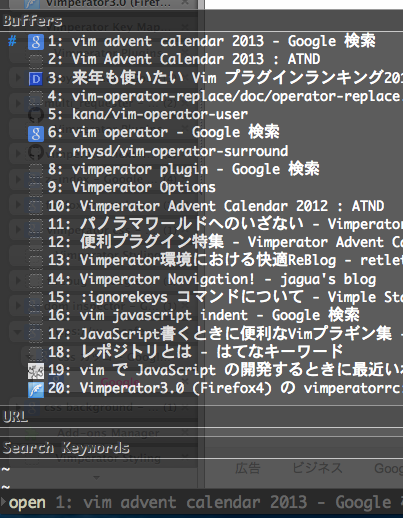 Vimperator3.0 (Firef…
Buffers
# 1: vim advent calendar 2013 - Google 検索
2: Vim Advent Calendar 2013 : ATND
3: 来年も使いたい Vim プラグインランキング201
4: vim-operator-replace/doc/operator-replace.
5: kana/vim-operator-user
6: vim operator - Google 検索
7: rhysd/vim-operator-surround
8: vimperator plugin - Google 検索
9: Vimperator Options
10: Vimperator Advent Calendar 2012 : ATND
11: パノラマワールドへのいざない - Vimperator
12: 便利プラグイン特集 - Vimperator Advent Ca
13: Vimperator環境における快適ReBlog - retlet
14: Vimperator Navigation! - jagua's blog
15: :ignorekeys コマンドについて - Vimple Sta
16: vim javascript indent - Google 検索
17: JavaScript書くときに便利なVimプラギン集 -
18: レポジトリとは - はてなキーワード
19: vim で JavaScript の開発するときに最近いれ
20: Vimperator3.0 (Firefox4) の vimperatorrc:
URL
css background - … (1)
Add-ons Manager
Search Keywords
Vimperator Styling
~
広告 ビジネス Goog
~
open 1: vim advent calendar 2013 - Google